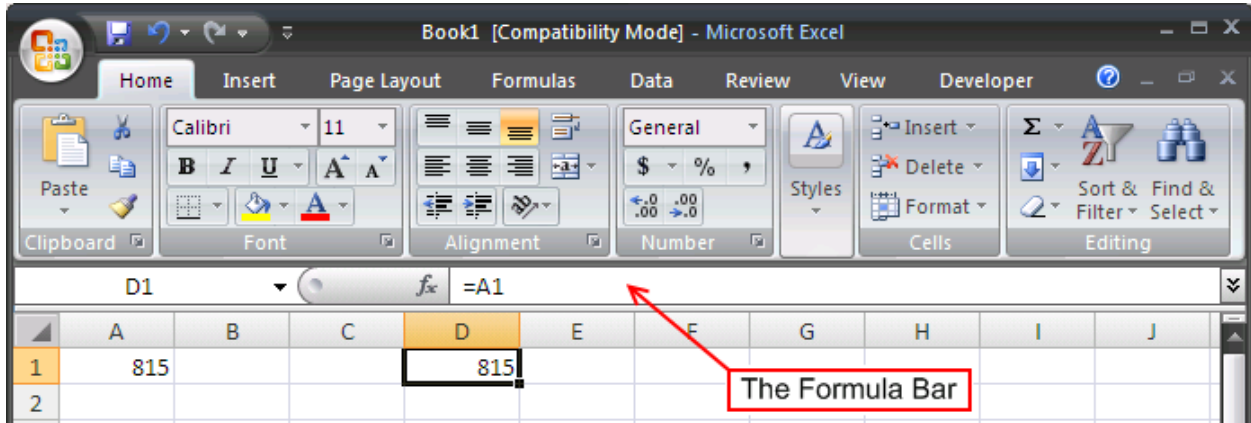 Book1 [Compatibility Mode] - Microsoft Excel
Home Insert Page Layout Formulas Data Review View Developer
Calibri 11 General Insert Σ
B I U A A $ % , Delete
Paste A Styles Format Sort & Filter Find & Select
Clipboard Font Alignment Number Cells Editing
D1 fx =A1
A B C D E F G H I J
1 815 815
The Formula Bar
2